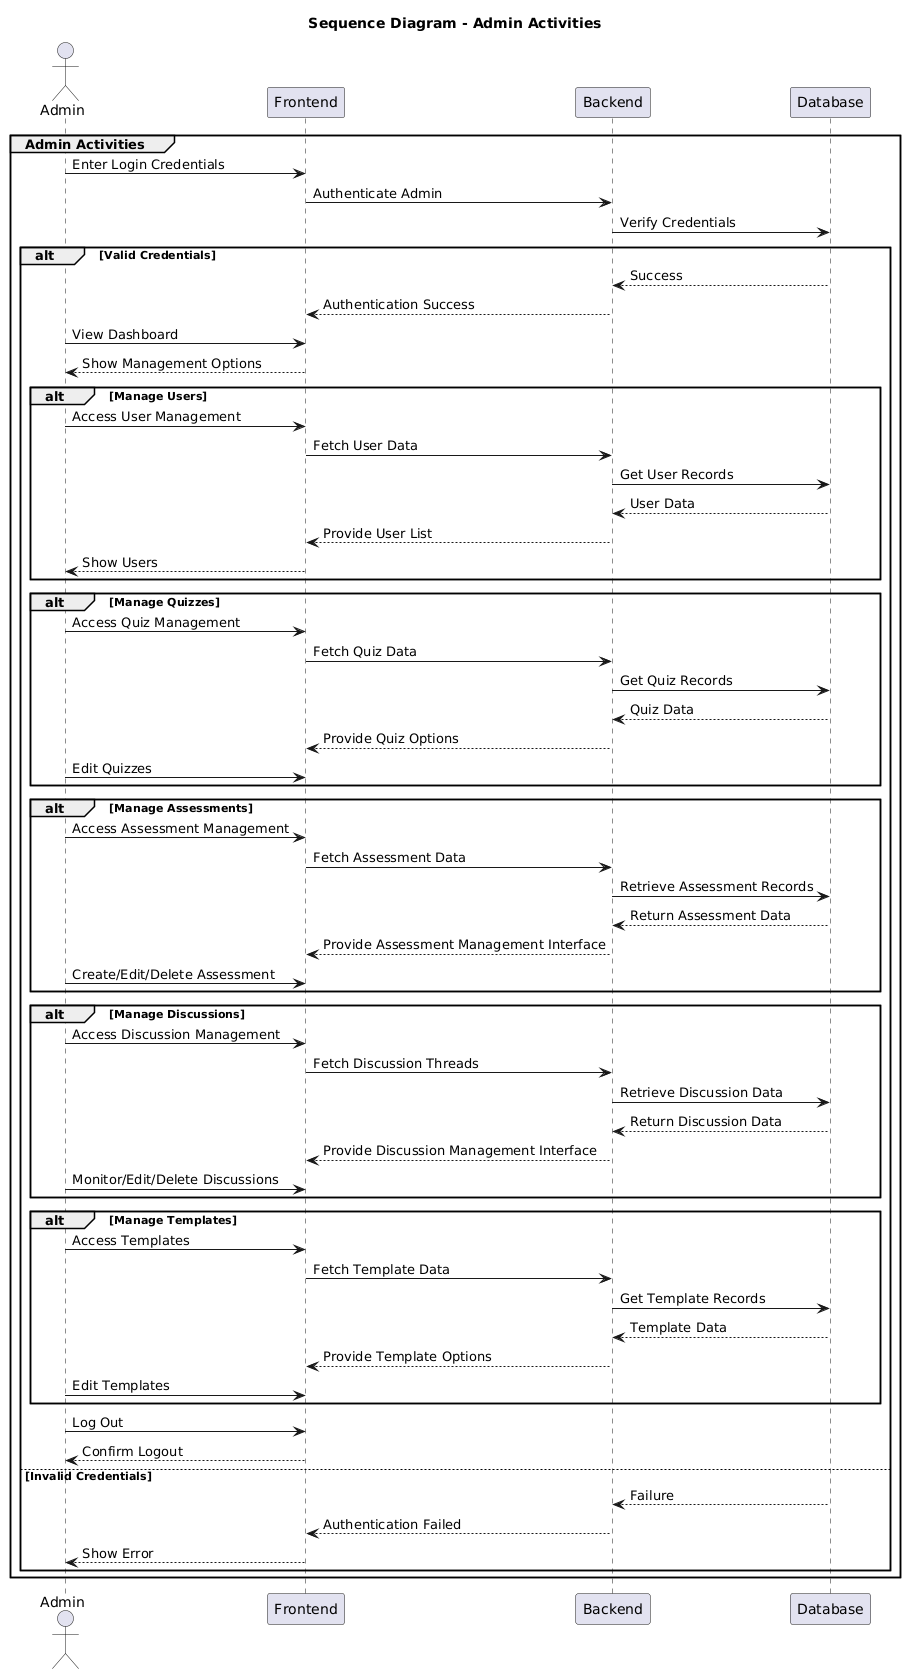 Sequence Diagram - Admin Activities
Admin
Frontend
Backend
Database
Admin Activities
Enter Login Credentials
Authenticate Admin
Verify Credentials
alt [Valid Credentials]
Success
Authentication Success
View Dashboard
Show Management Options
alt [Manage Users]
Access User Management
Fetch User Data
Get User Records
User Data
Provide User List
Show Users
alt [Manage Quizzes]
Access Quiz Management
Fetch Quiz Data
Get Quiz Records
Quiz Data
Provide Quiz Options
Edit Quizzes
alt [Manage Assessments]
Access Assessment Management
Fetch Assessment Data
Retrieve Assessment Records
Return Assessment Data
Provide Assessment Management Interface
Create/Edit/Delete Assessment
alt [Manage Discussions]
Access Discussion Management
Fetch Discussion Threads
Retrieve Discussion Data
Return Discussion Data
Provide Discussion Management Interface
Monitor/Edit/Delete Discussions
alt [Manage Templates]
Access Templates
Fetch Template Data
Get Template Records
Template Data
Provide Template Options
Edit Templates
Log Out
Confirm Logout
[Invalid Credentials]
Failure
Authentication Failed
Show Error
Admin
Frontend
Backend
Database